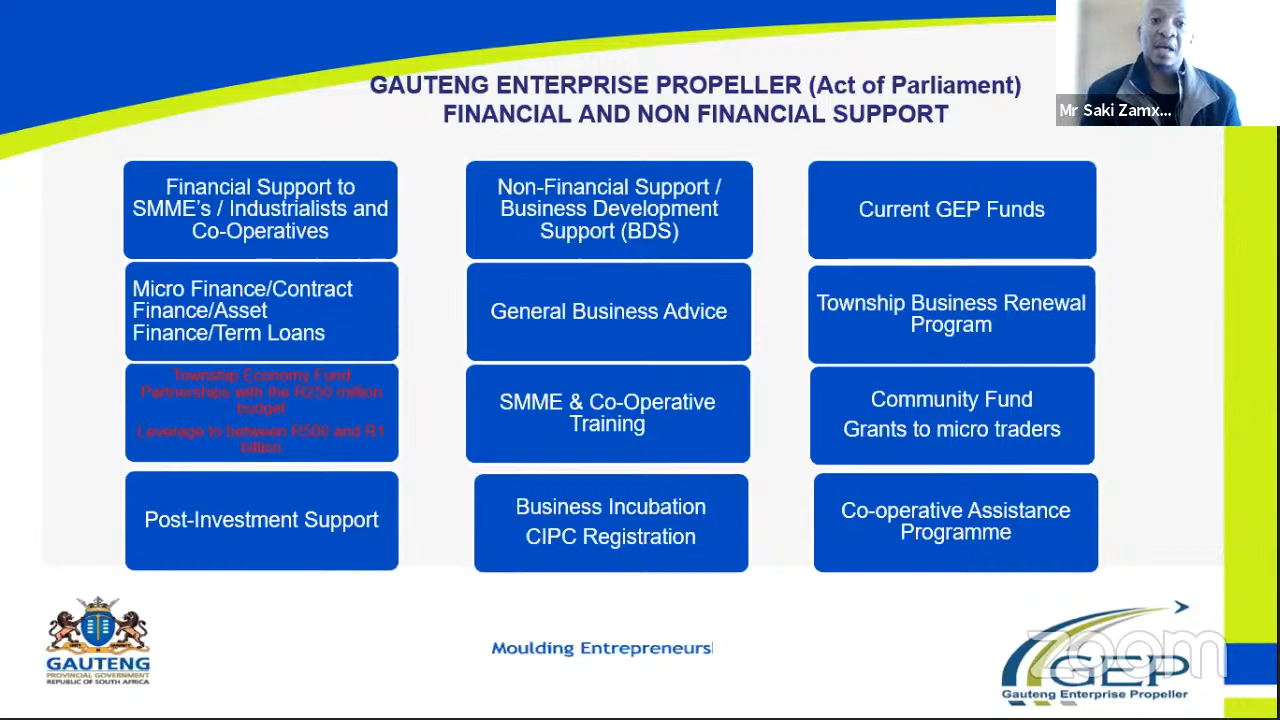 GAUTENG ENTERPRISE PROPELLER (Act of Parliament)
FINANCIAL AND NON FINANCIAL SUPPORT
Mr Saki Zamx...
Financial Support to
SMME's / Industrialists and
Co-Operatives
Micro Finance/Contract
Finance/Asset
Finance/Term Loans
Township Economy Fund
Partnerships with the R250 million
budget
Leverage to between R500 and R1
billion
Post-Investment Support
Non-Financial Support /
Business Development
Support (BDS)
General Business Advice
SMME & Co-Operative
Training
Business Incubation
CIPC Registration
Current GEP Funds
Township Business Renewal
Program
Community Fund
Grants to micro traders
Co-operative Assistance
Programme
GAUTENG
PROVINCIAL GOVERNMENT
REPUBLIC OF SOUTH AFRICA
Moulding Entrepreneurs
zoom
GEP
Gauteng Enterprise Propeller